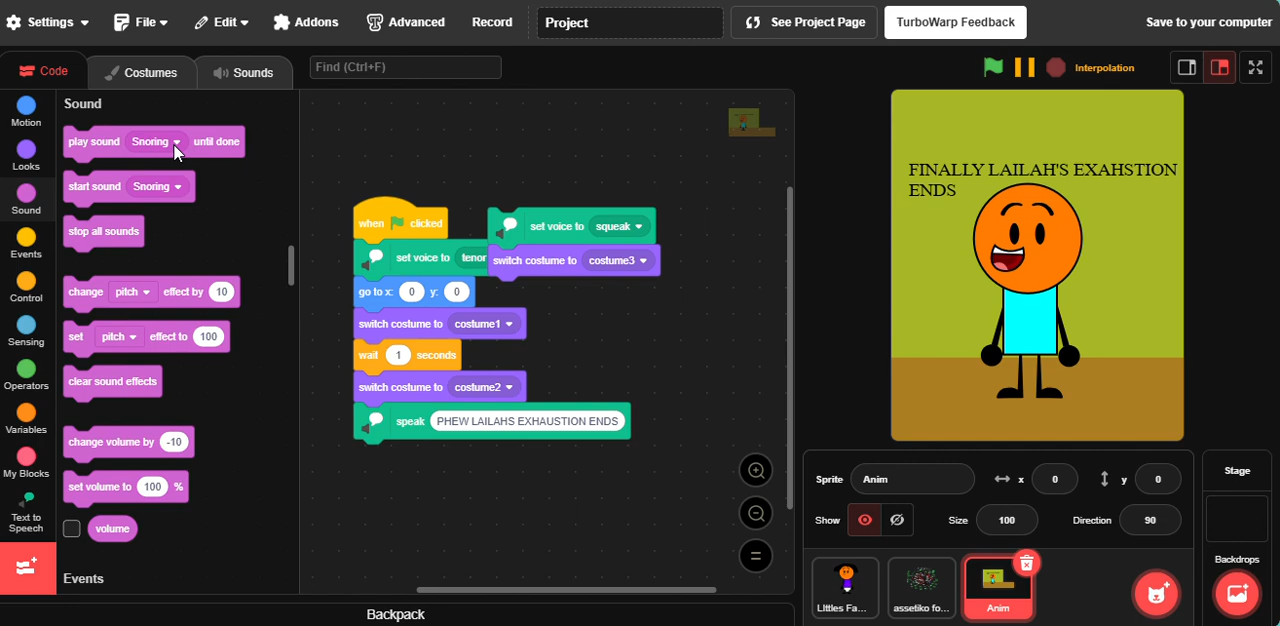 Settings File Edit Addons Advanced Record Project See Project Page TurboWarp Feedback Save to your computer
Code Costumes Sounds Find (Ctrl+F) Interpolation
Motion
Looks
Sound
Events
Control
Sensing
Operators
Variables
My Blocks
Text to
Speech
Sound
play sound Snoring until done
start sound Snoring
stop all sounds
change pitch effect by 10
set pitch effect to 100
clear sound effects
change volume by -10
set volume to 100 %
volume
Events
when clicked
set voice to tenor
go to x: 0 y: 0
switch costume to costume1
wait 1 seconds
switch costume to costume2
speak PHEW LAILAHS EXHAUSTION ENDS
set voice to squeak
switch costume to costume3
=
Backpack
FINALLY LAILAH'S EXAHSTION
ENDS
Sprite Anim x 0 y 0
Show Size 100 Direction 90
LIttles Fa... assetiko fo... Anim
Stage
Backdrops